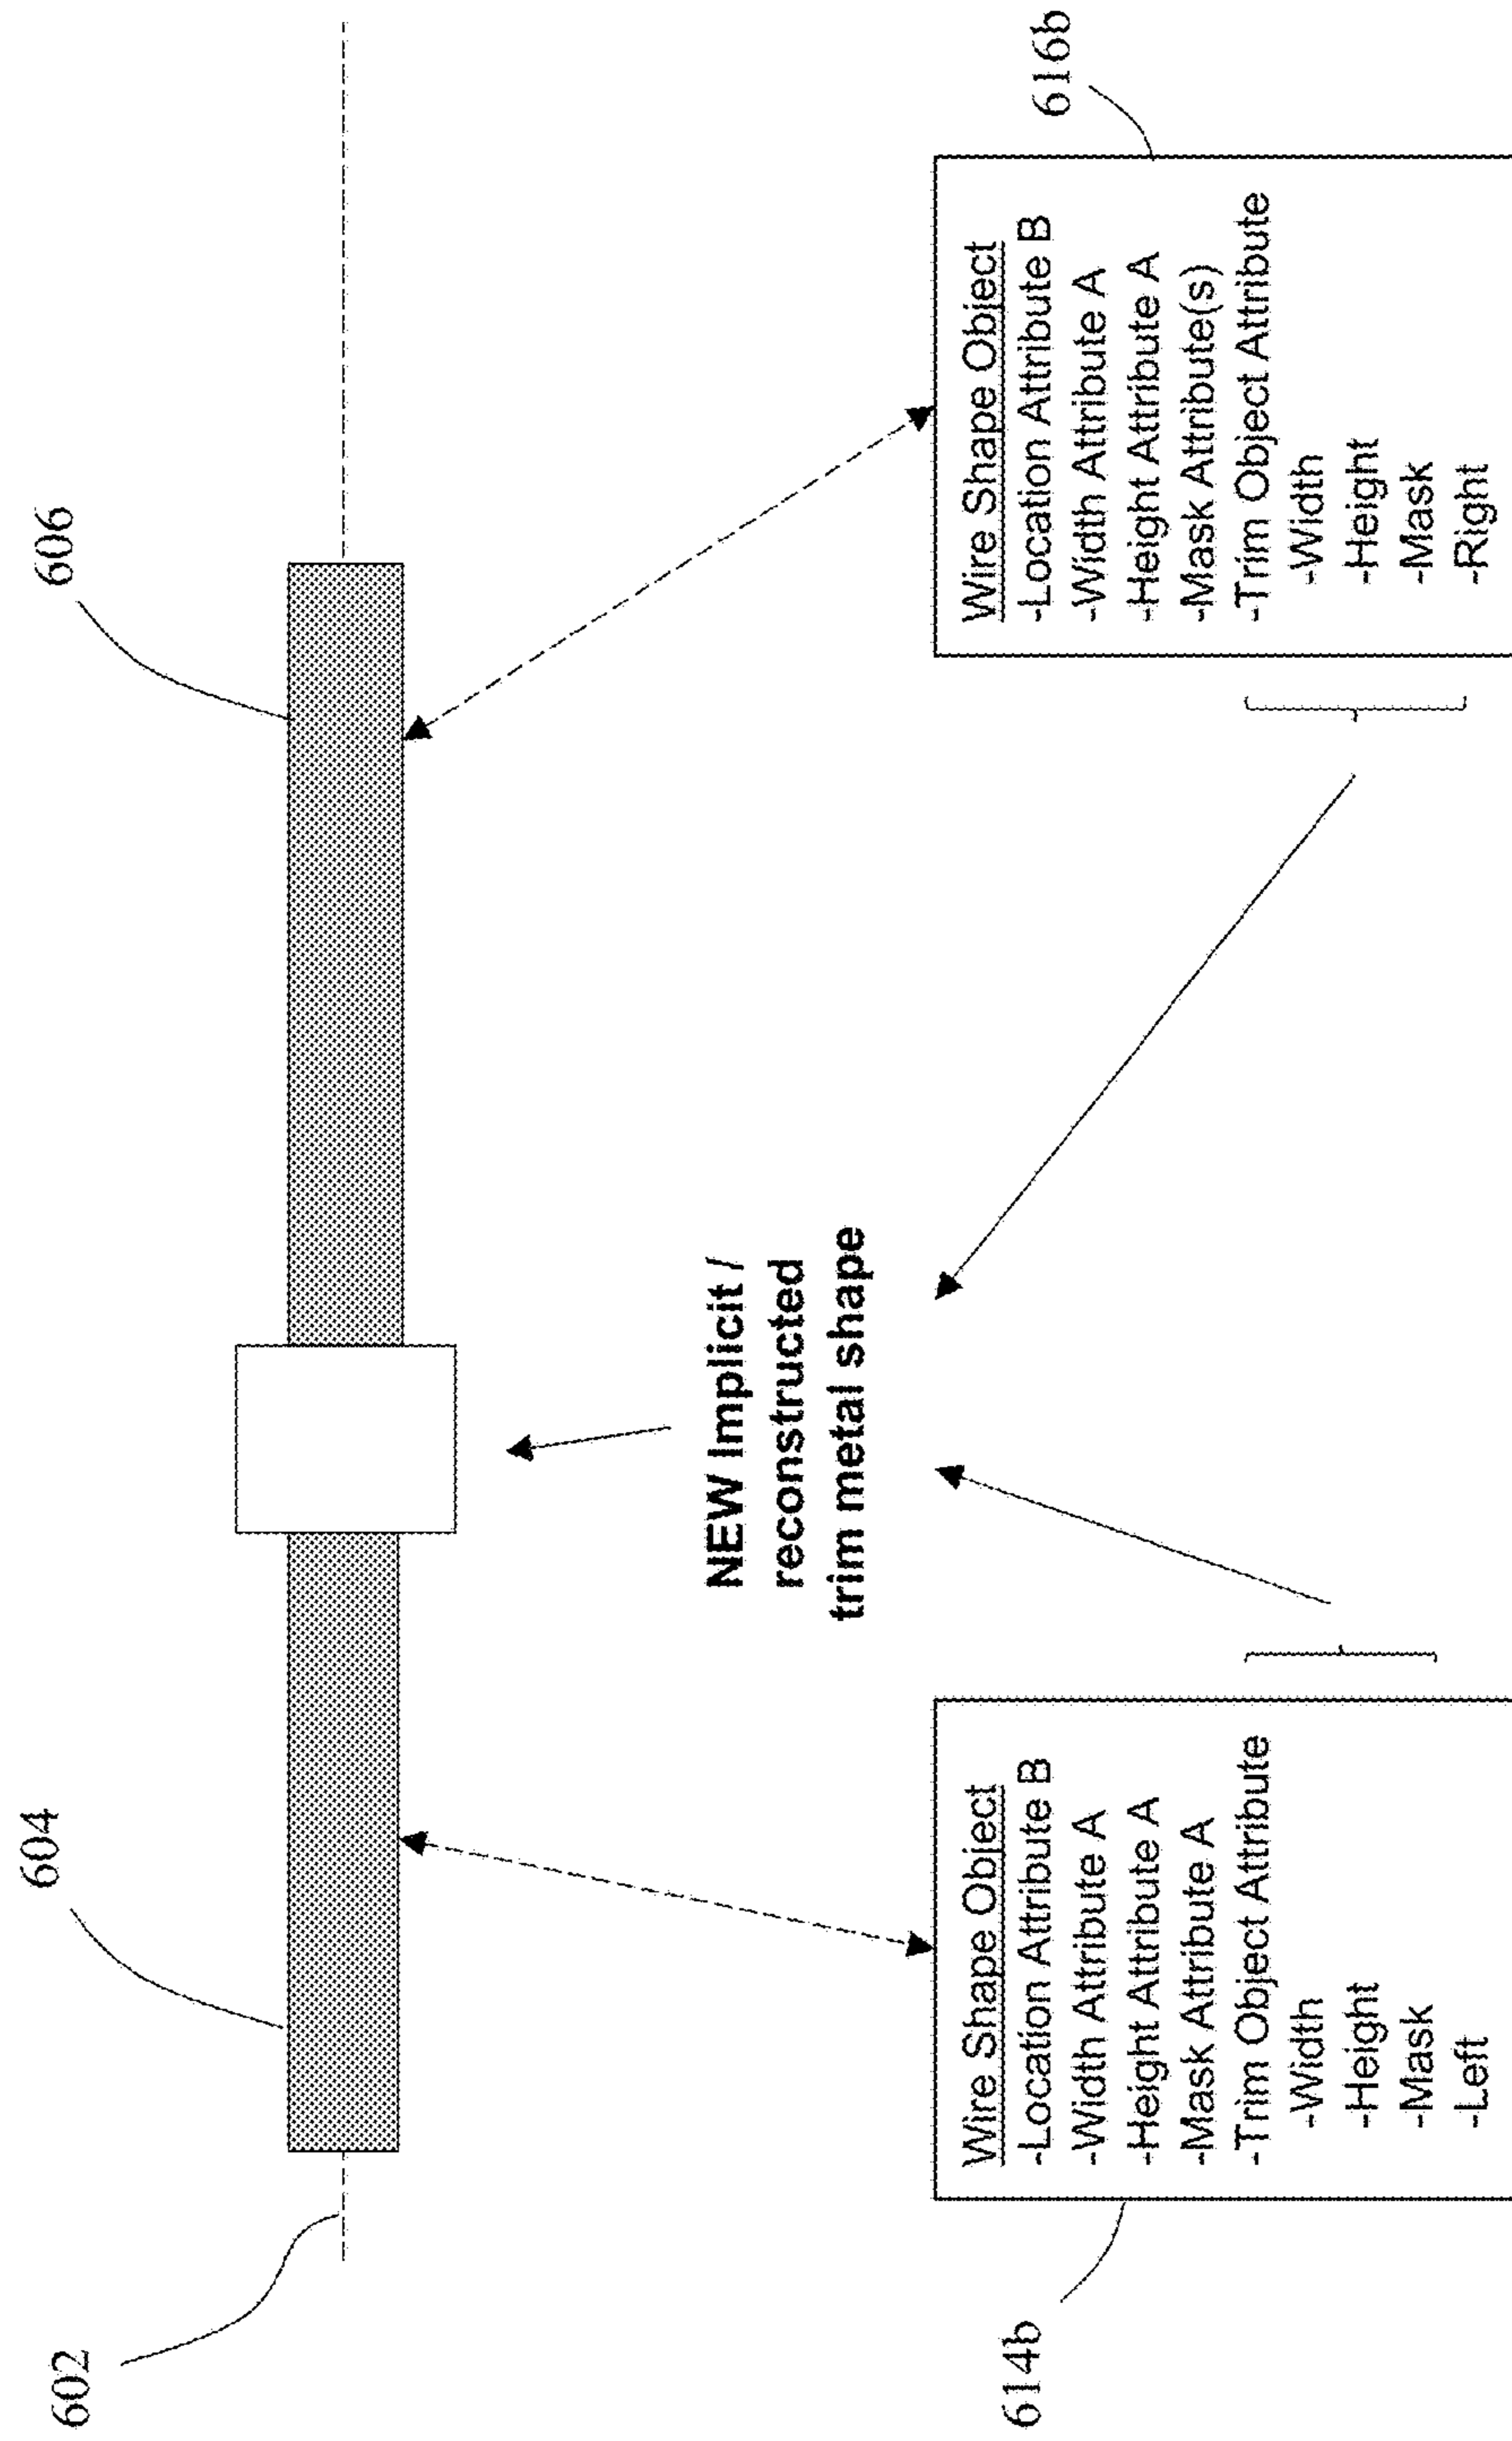 602
604
606
NEW Implicit /
reconstructed
trim metal shape
614b
Wire Shape Object
-Location Attribute B
-Width Attribute A
-Height Attribute A
-Mask Attribute A
-Trim Object Attribute
-Width
-Height
-Mask
-Left
616b
Wire Shape Object
-Location Attribute B
-Width Attribute A
-Height Attribute A
-Mask Attribute(s)
-Trim Object Attribute
-Width
-Height
-Mask
-Right